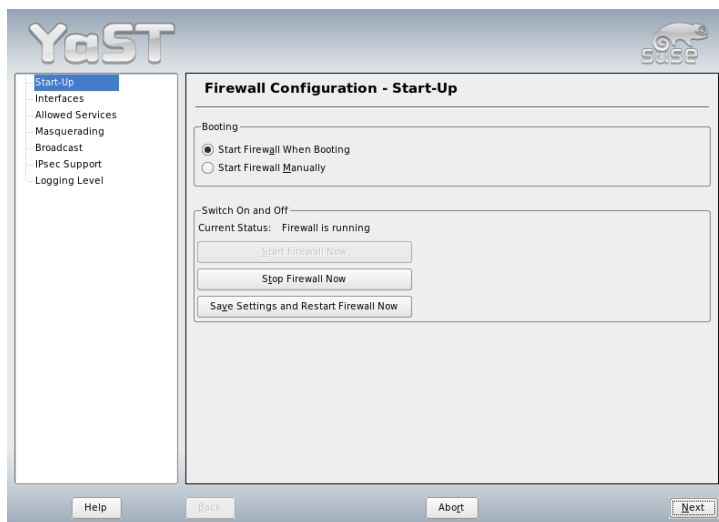 YaST
SUSE
Start-Up
Interfaces
Allowed Services
Masquerading
Broadcast
IPsec Support
Logging Level
Firewall Configuration - Start-Up
Booting
Start Firewall When Booting
Start Firewall Manually
Switch On and Off
Current Status: Firewall is running
Start Firewall Now
Stop Firewall Now
Save Settings and Restart Firewall Now
Help
Back
Abort
Next